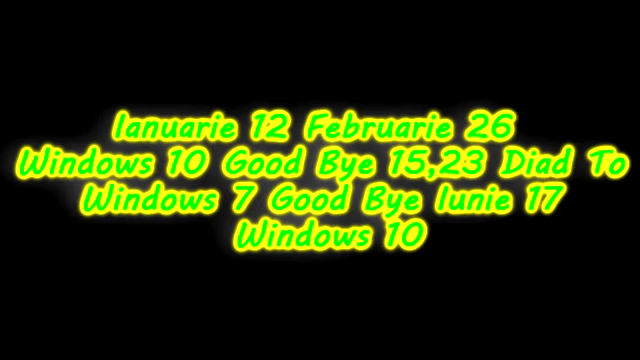 Ianuarie 12 Februarie 26
Windows 10 Good Bye 15,23 Diad To
Windows 7 Good Bye Iunie 17
Windows 10